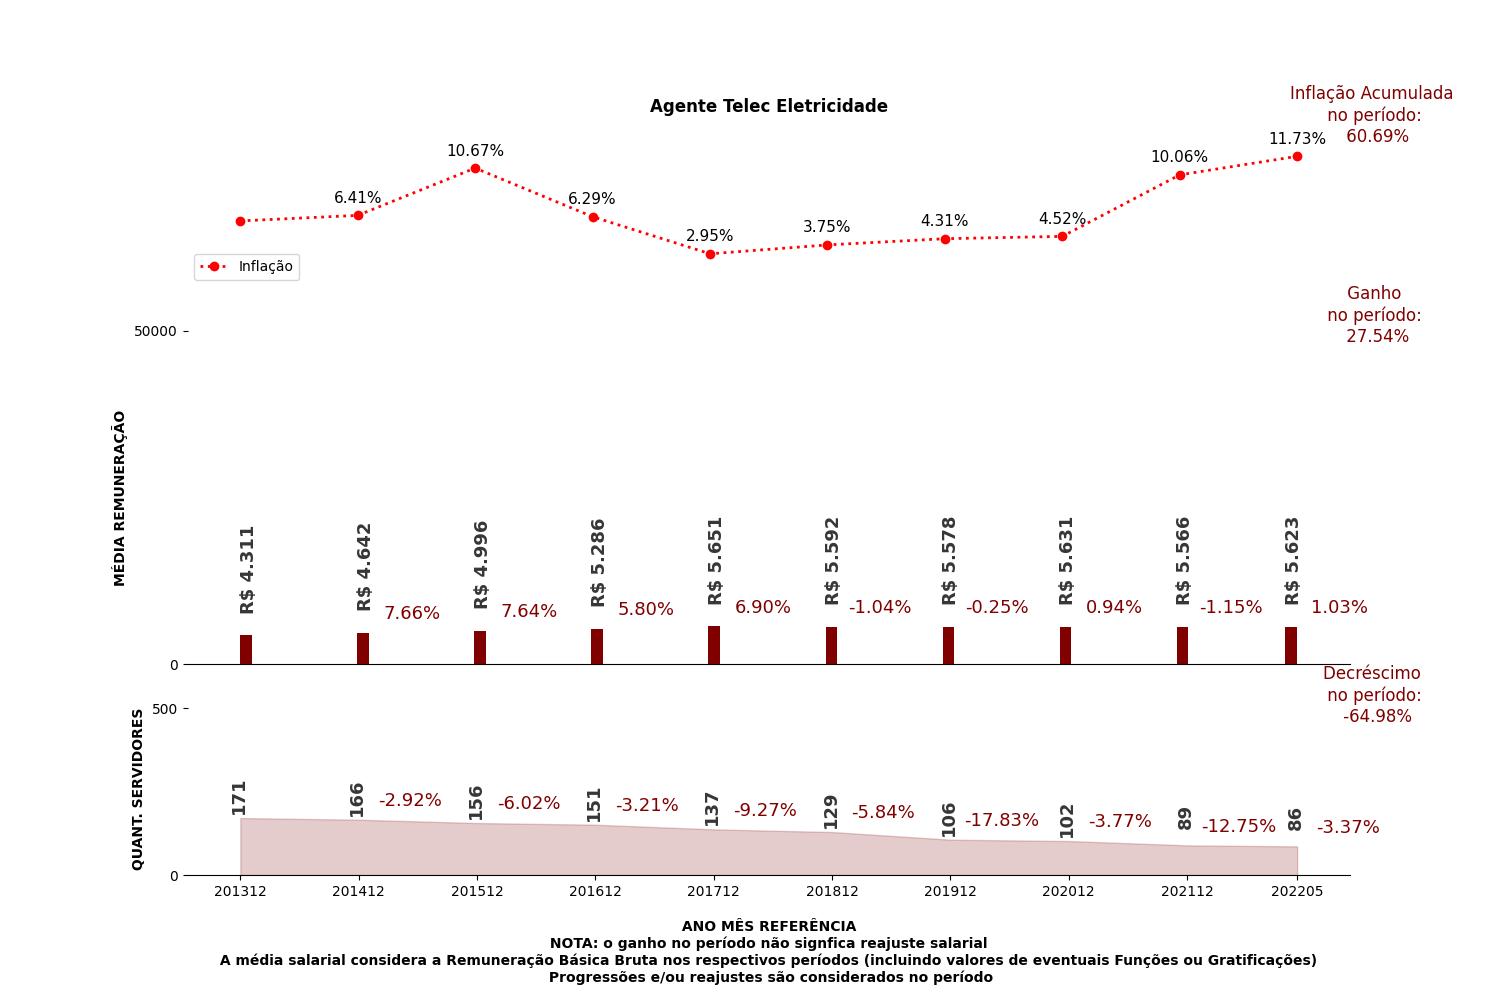 Agente Telec Eletricidade
Inflação Acumulada
no período:
60.69%
6.41%
10.67%
6.29%
2.95%
3.75%
4.31%
4.52%
10.06%
11.73%
Inflação
Ganho
no período:
27.54%
50000
0
MÉDIA REMUNERAÇÃO
R$ 4.311
R$ 4.642
R$ 4.996
R$ 5.286
R$ 5.651
R$ 5.592
R$ 5.578
R$ 5.631
R$ 5.566
R$ 5.623
7.66%
7.64%
5.80%
6.90%
-1.04%
-0.25%
0.94%
-1.15%
1.03%
Decréscimo
no período:
-64.98%
500
0
QUANT. SERVIDORES
171
166
156
151
137
129
106
102
89
86
-2.92%
-6.02%
-3.21%
-9.27%
-5.84%
-17.83%
-3.77%
-12.75%
-3.37%
201312
201412
201512
201612
201712
201812
201912
202012
202112
202205
ANO MÊS REFERÊNCIA
NOTA: o ganho no período não signfica reajuste salarial
A média salarial considera a Remuneração Básica Bruta nos respectivos períodos (incluindo valores de eventuais Funções ou Gratificações)
Progressões e/ou reajustes são considerados no período